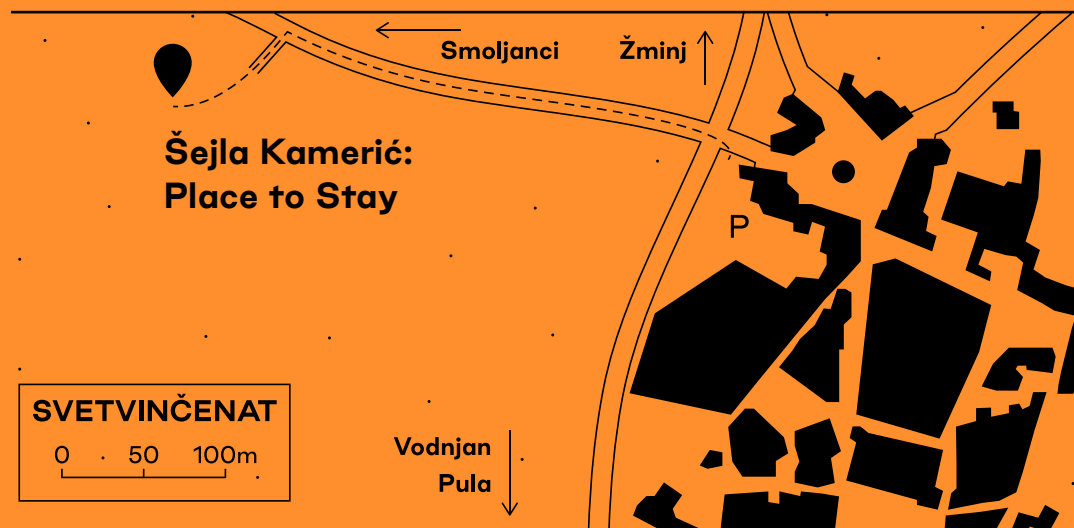 Smoljanci
Žminj
Šejla Kamerić:
Place to Stay
P
SVETVINČENAT
0 50 100m
Vodnjan
Pula